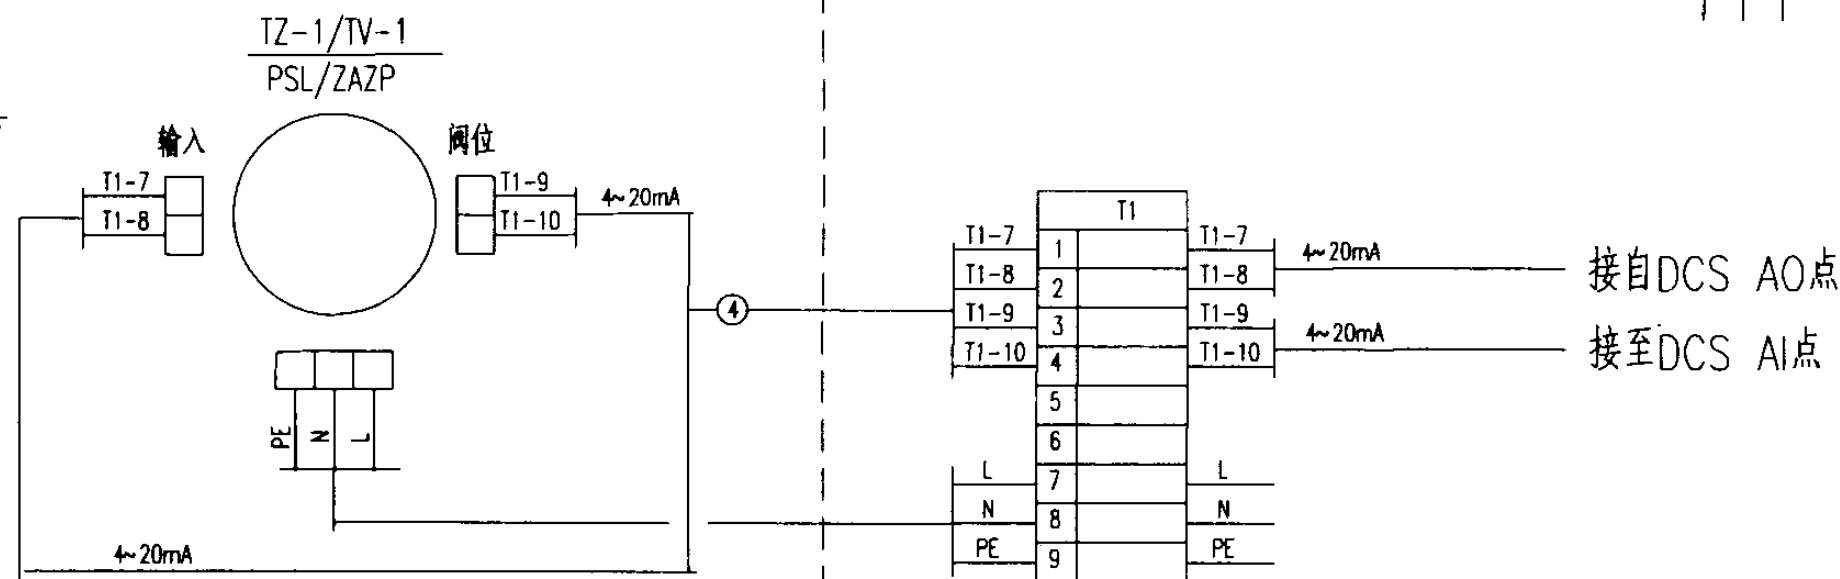 TZ-1/TV-1
PSL/ZAZP
输入
阀位
T1-7
T1-8
T1-9
T1-10
4~20mA
PE
N
L
4~20mA
4
T1
T1-7
1
T1-7
T1-8
2
T1-8
T1-9
3
T1-9
T1-10
4
T1-10
5
6
L
7
L
N
8
N
PE
9
PE
4~20mA
接自DCS AO点
4~20mA
接至DCS AI点